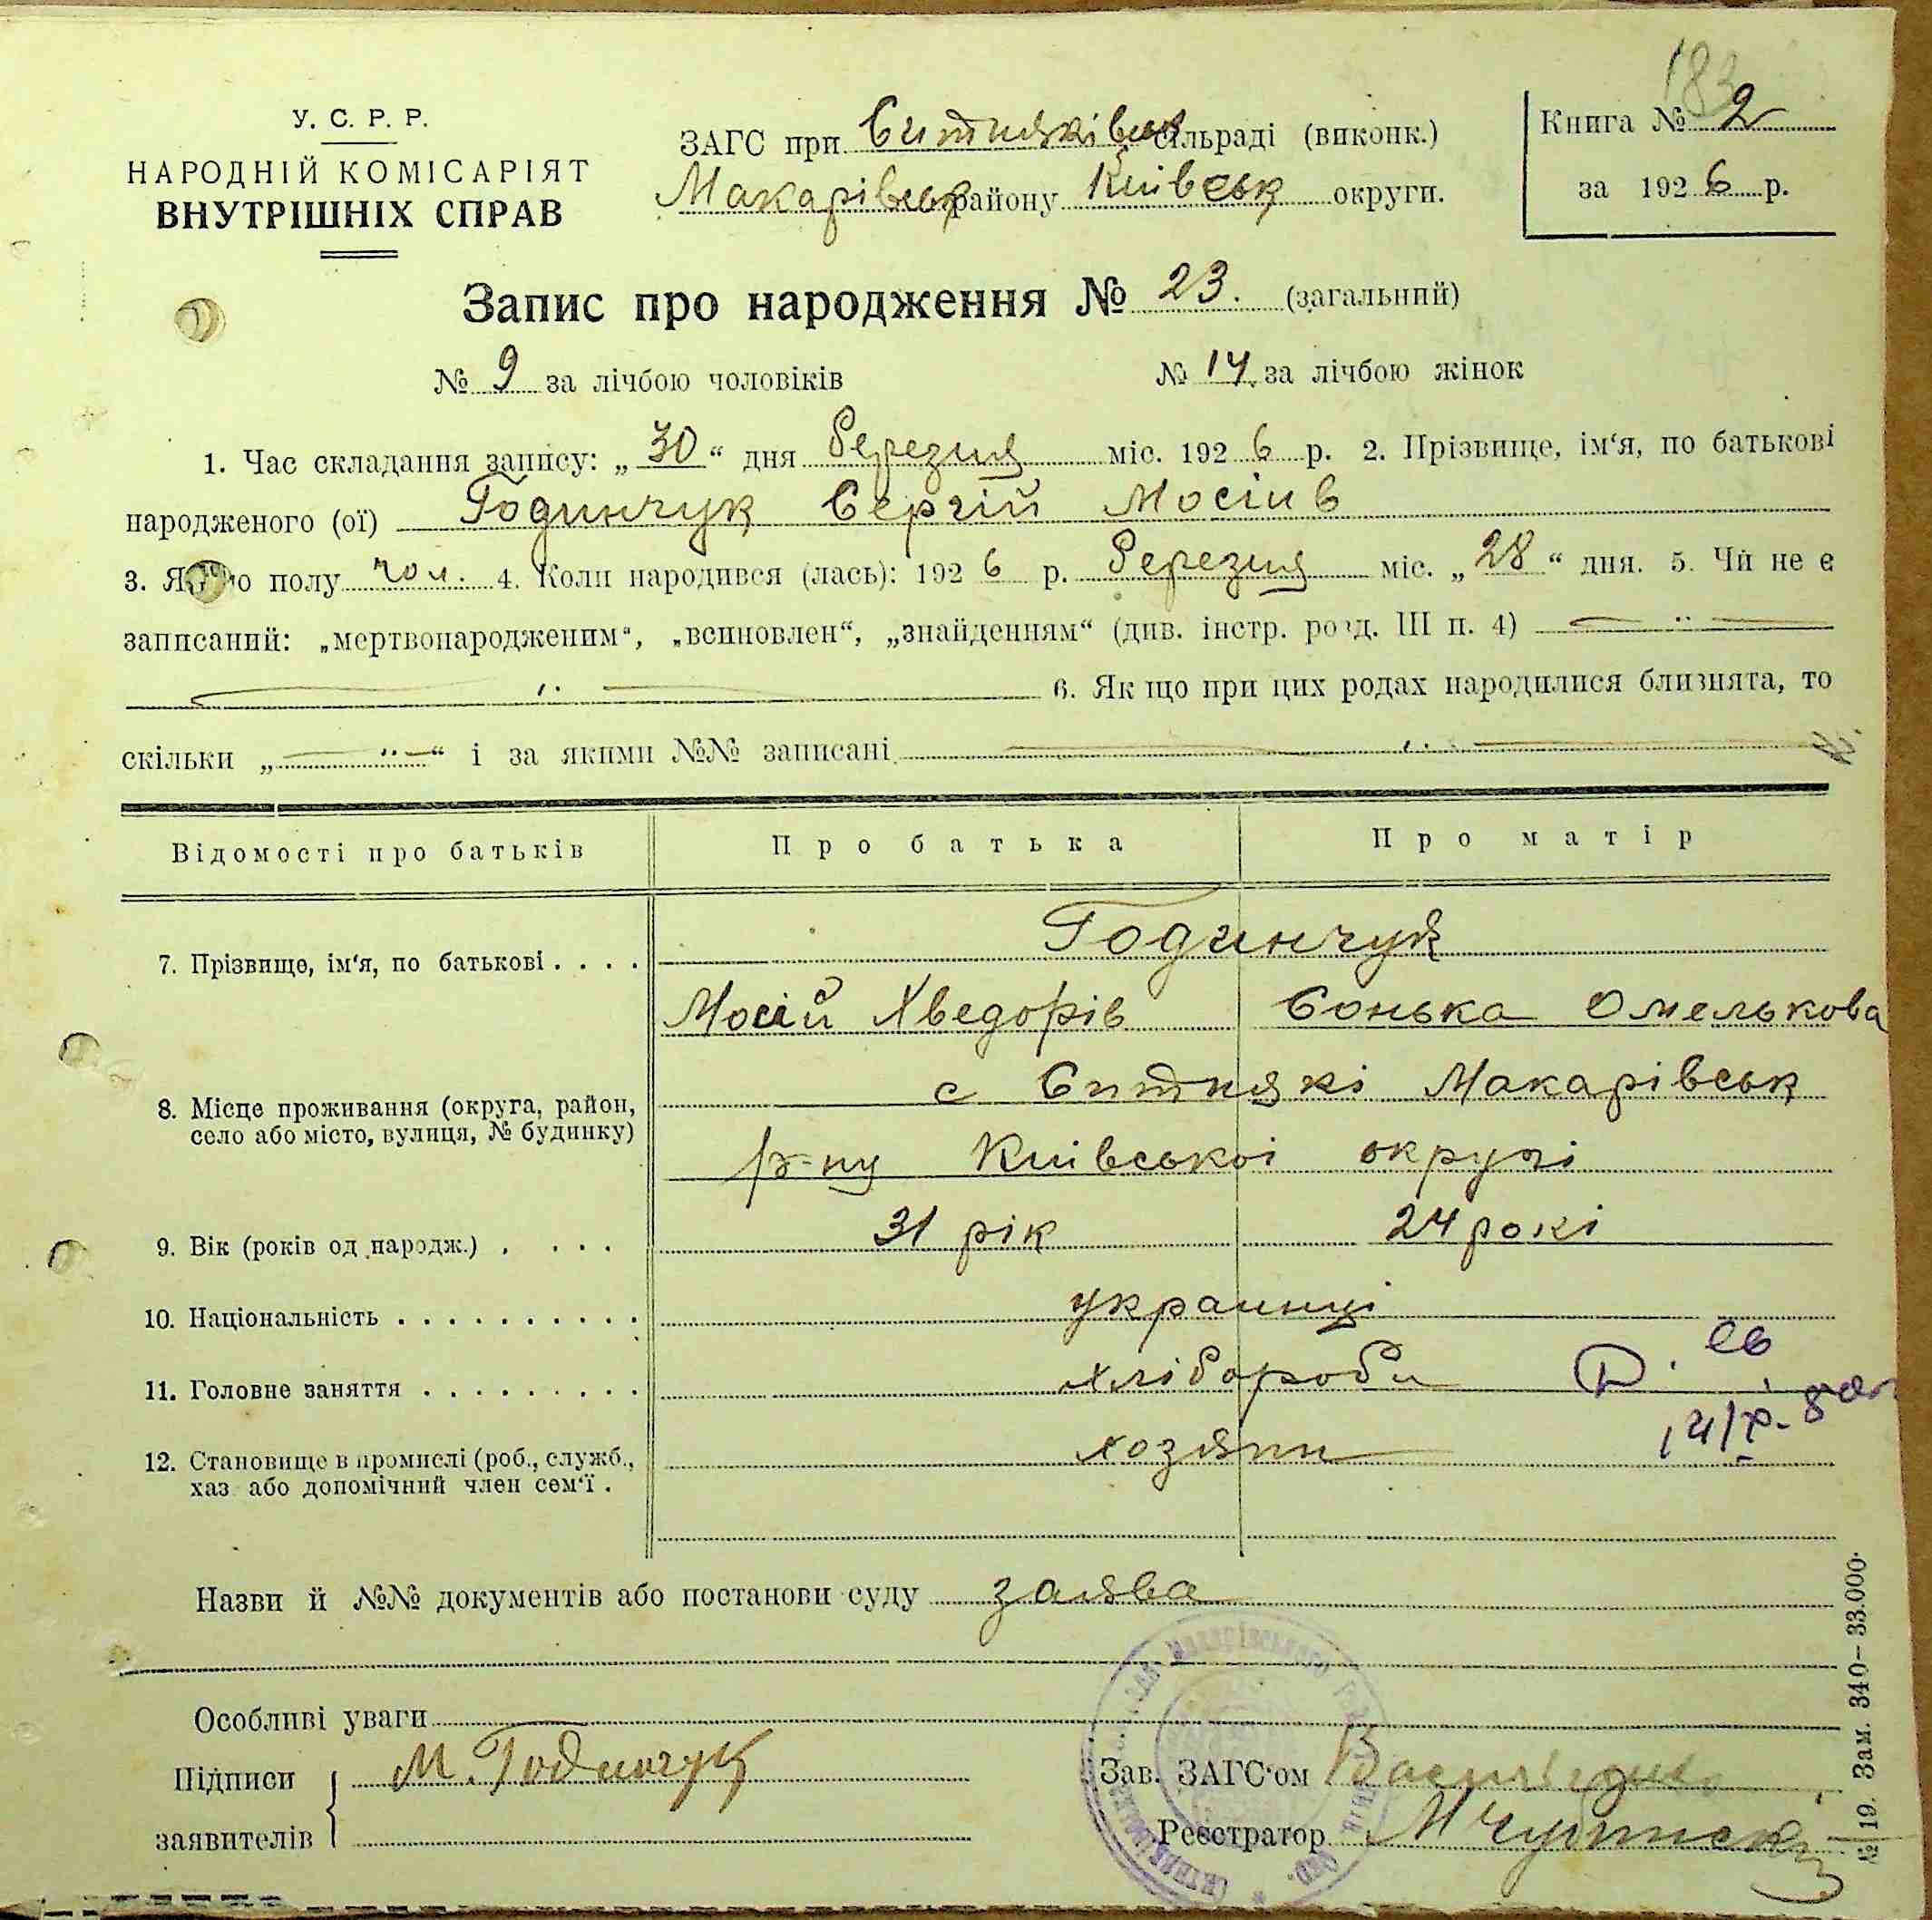 183
У. С. Р. Р.
НАРОДНІЙ КОМІСАРІЯТ
ВНУТРІШНІХ СПРАВ
ЗАГС при Ситняківськ сільраді (виконк.)
Макарівськ району Київськ округи.
Книга № 2
за 1926 р.
Запис про народження № 23. (загальний)
№ 9 за лічбою чоловіків № 14 за лічбою жінок
1. Час складання запису: „30“ дня березня міс. 1926 р. 2. Прізвище, ім‘я, по батькові
народженого (ої) Годинчук Сергій Мосіив
3. Якого полу чол. 4. Коли народився (лась): 1926 р. березня міс. „28“ дня. 5. Чи не є
записаний: „мертвонародженим“, „всиновлен“, „знайденням“ (див. інстр. розд. III п. 4)
6. Якщо при цих родах народилися близнята, то
скільки „ “ і за якими №№ записані
Відомості про батьків Про батька Про матір
7. Прізвище, ім‘я, по батькові . . . . Годинчук
Мосій Хведорів Сонька Омелькова
8. Місце проживання (округа, район, село або місто, вулиця, № будинку) с Ситнякі Макарівськ
р-ну Київськоі округі
9. Вік (років од народж.) . . . . 31 рік 24 рокі
10. Національність . . . . . . . . . . украинці
11. Головне заняття . . . . . . . . . хлібороби
12. Становище в промислі (роб., служб., хаз або допомічний член сем‘ї . хозяяин
Назви й №№ документів або постанови суду заява
Особливі уваги
Підписи заявителів М. Годинчук
Зав. ЗАГС‘ом
Реєстратор
№ 19. Зам. 340—33.000.